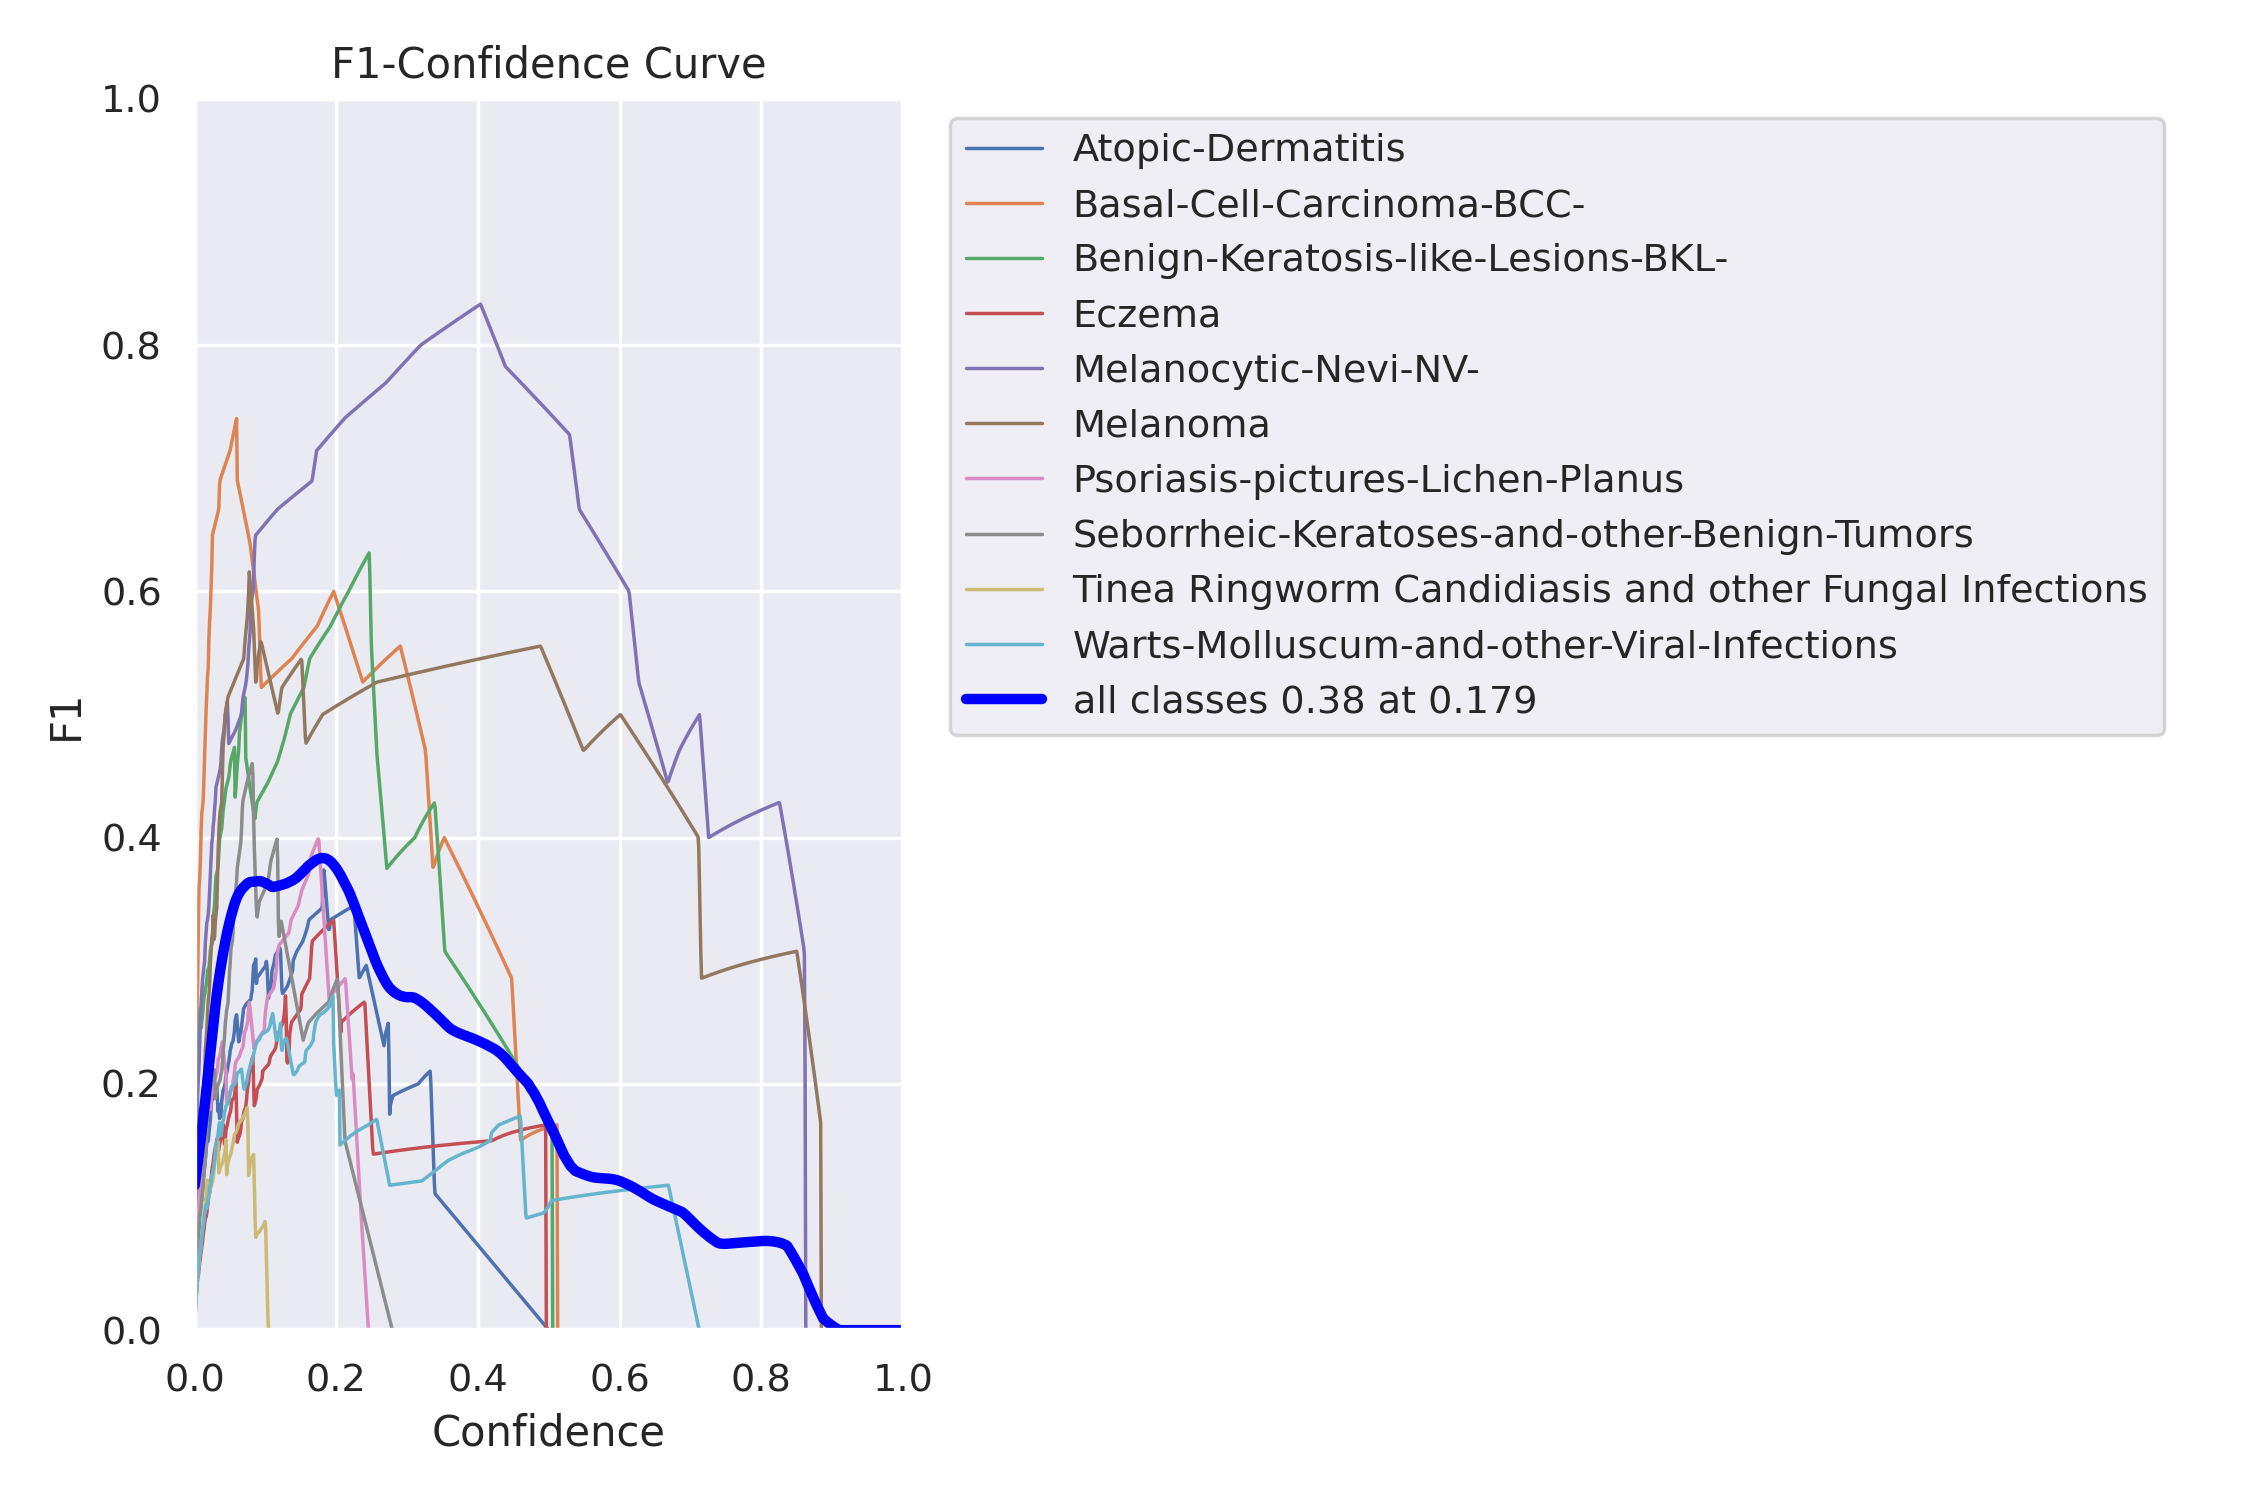 F1-Confidence Curve
1.0
0.8
0.6
0.4
0.2
0.0
F1
0.0 0.2 0.4 0.6 0.8 1.0
Confidence
Atopic-Dermatitis
Basal-Cell-Carcinoma-BCC-
Benign-Keratosis-like-Lesions-BKL-
Eczema
Melanocytic-Nevi-NV-
Melanoma
Psoriasis-pictures-Lichen-Planus
Seborrheic-Keratoses-and-other-Benign-Tumors
Tinea Ringworm Candidiasis and other Fungal Infections
Warts-Molluscum-and-other-Viral-Infections
all classes 0.38 at 0.179